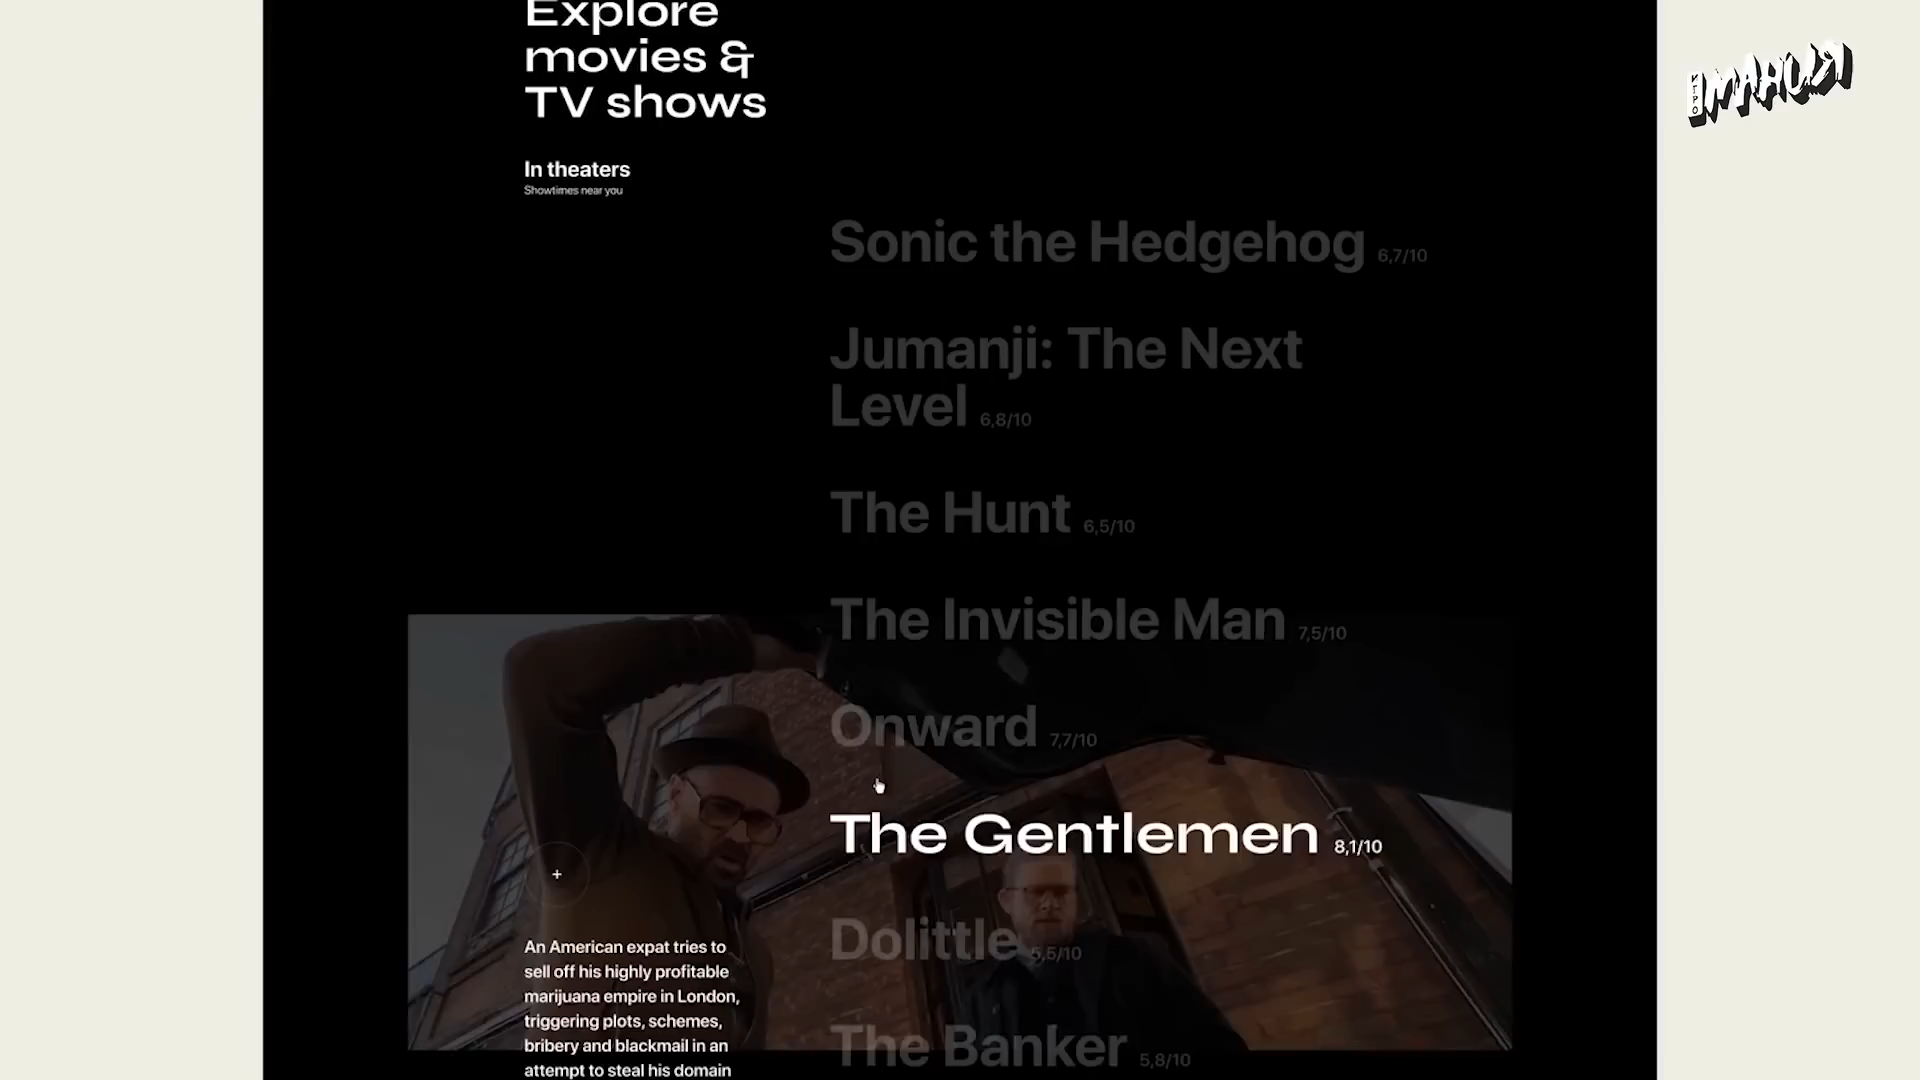 Explore
movies &
TV shows
In theaters
Showtimes near you
Sonic the Hedgehog 6,7/10
Jumanji: The Next
Level 6,8/10
The Hunt 6,5/10
The Invisible Man 7,5/10
Onward 7,7/10
The Gentlemen 8,1/10
Dolittle 5,5/10
The Banker 5,8/10
+
An American expat tries to
sell off his highly profitable
marijuana empire in London,
triggering plots, schemes,
bribery and blackmail in an
attempt to steal his domain